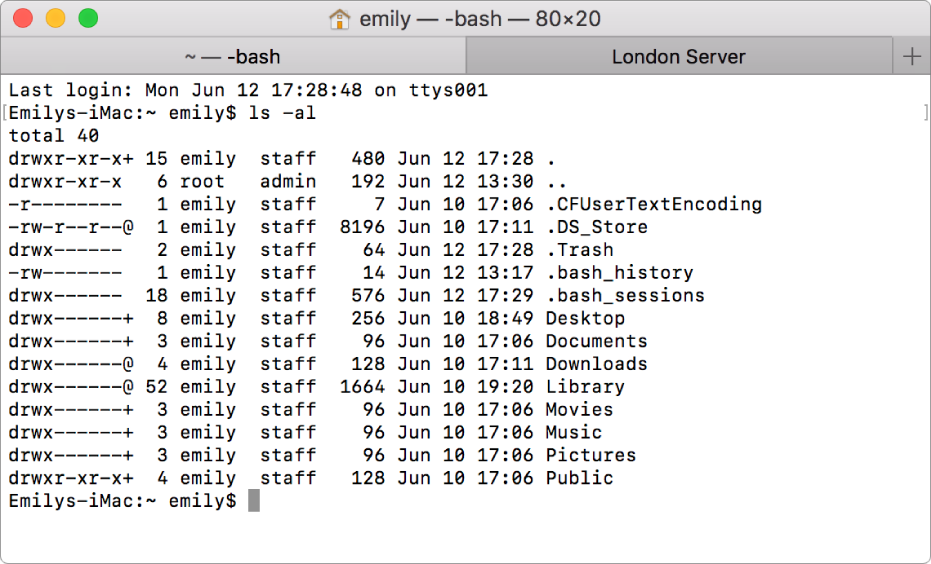 emily — -bash — 80×20
~ — -bash
London Server
Last login: Mon Jun 12 17:28:48 on ttys001
[Emilys-iMac:~ emily$ ls -al ]
total 40
drwxr-xr-x+ 15 emily  staff   480 Jun 12 17:28 .
drwxr-xr-x   6 root   admin   192 Jun 12 13:30 ..
-r--------   1 emily  staff     7 Jun 10 17:06 .CFUserTextEncoding
-rw-r--r--@  1 emily  staff  8196 Jun 10 17:11 .DS_Store
drwx------   2 emily  staff    64 Jun 12 17:28 .Trash
-rw-------   1 emily  staff    14 Jun 12 13:17 .bash_history
drwx------  18 emily  staff   576 Jun 12 17:29 .bash_sessions
drwx------+  8 emily  staff   256 Jun 10 18:49 Desktop
drwx------+  3 emily  staff    96 Jun 10 17:06 Documents
drwx------@  4 emily  staff   128 Jun 10 17:11 Downloads
drwx------@ 52 emily  staff  1664 Jun 10 19:20 Library
drwx------+  3 emily  staff    96 Jun 10 17:06 Movies
drwx------+  3 emily  staff    96 Jun 10 17:06 Music
drwx------+  3 emily  staff    96 Jun 10 17:06 Pictures
drwxr-xr-x+  4 emily  staff   128 Jun 10 17:06 Public
Emilys-iMac:~ emily$